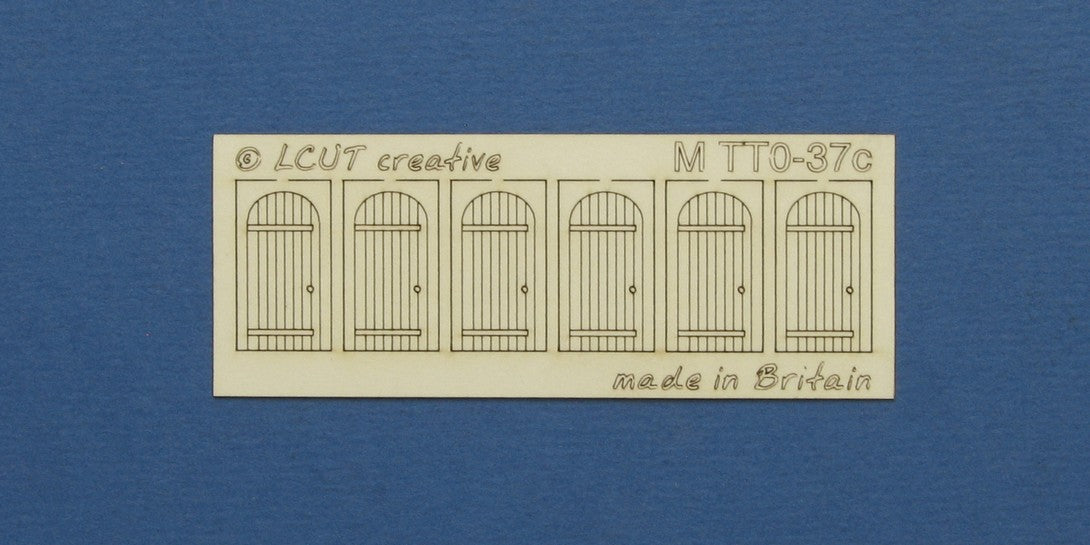 © LCUT creative
M TT0-37c
made in Britain